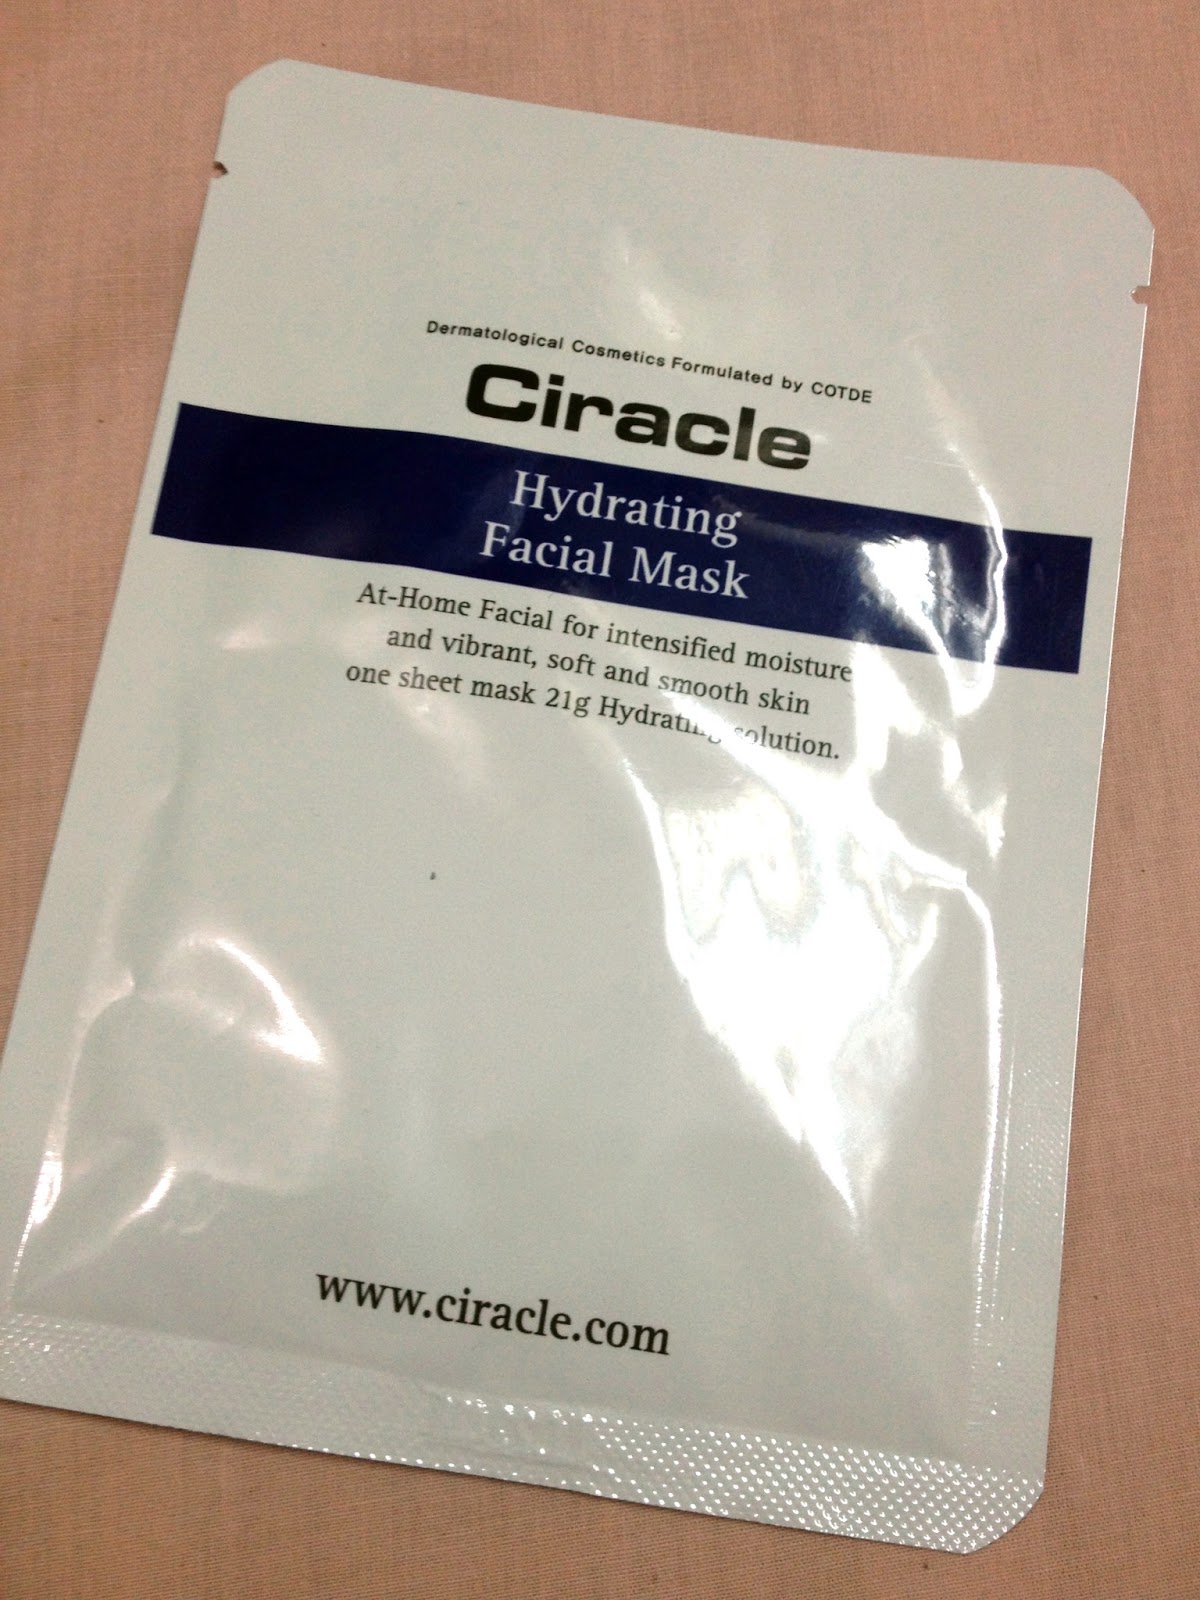 Dermatological Cosmetics Formulated by COTDE
Ciracle
Hydrating
Facial Mask
At-Home Facial for intensified moisture
and vibrant, soft and smooth skin
one sheet mask 21g Hydrating solution.
www.ciracle.com